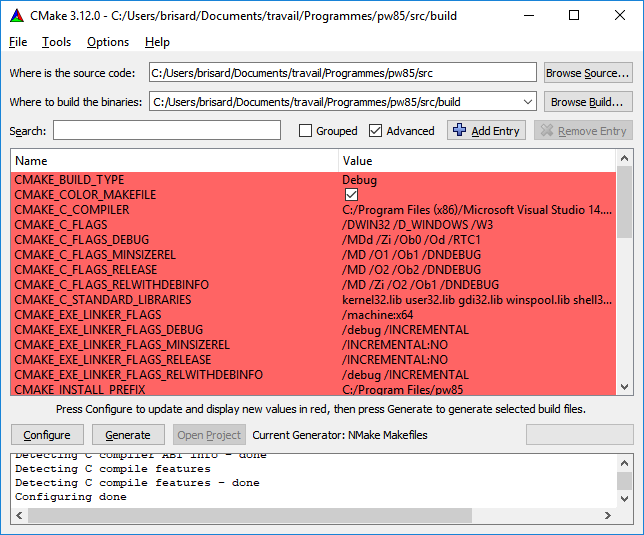 CMake 3.12.0 - C:/Users/brisard/Documents/travail/Programmes/pw85/src/build
File Tools Options Help
Where is the source code: C:/Users/brisard/Documents/travail/Programmes/pw85/src Browse Source...
Where to build the binaries: C:/Users/brisard/Documents/travail/Programmes/pw85/src/build Browse Build...
Search: Grouped Advanced Add Entry Remove Entry
Name Value
CMAKE_BUILD_TYPE Debug
CMAKE_COLOR_MAKEFILE
CMAKE_C_COMPILER C:/Program Files (x86)/Microsoft Visual Studio 14....
CMAKE_C_FLAGS /DWIN32 /D_WINDOWS /W3
CMAKE_C_FLAGS_DEBUG /MDd /Zi /Ob0 /Od /RTC1
CMAKE_C_FLAGS_MINSIZEREL /MD /O1 /Ob1 /DNDEBUG
CMAKE_C_FLAGS_RELEASE /MD /O2 /Ob2 /DNDEBUG
CMAKE_C_FLAGS_RELWITHDEBINFO /MD /Zi /O2 /Ob1 /DNDEBUG
CMAKE_C_STANDARD_LIBRARIES kernel32.lib user32.lib gdi32.lib winspool.lib shell3...
CMAKE_EXE_LINKER_FLAGS /machine:x64
CMAKE_EXE_LINKER_FLAGS_DEBUG /debug /INCREMENTAL
CMAKE_EXE_LINKER_FLAGS_MINSIZEREL /INCREMENTAL:NO
CMAKE_EXE_LINKER_FLAGS_RELEASE /INCREMENTAL:NO
CMAKE_EXE_LINKER_FLAGS_RELWITHDEBINFO /debug /INCREMENTAL
CMAKE_INSTALL_PREFIX C:/Program Files/pw85
Press Configure to update and display new values in red, then press Generate to generate selected build files.
Configure Generate Open Project Current Generator: NMake Makefiles
Detecting C compiler ABI info - done
Detecting C compile features
Detecting C compile features - done
Configuring done